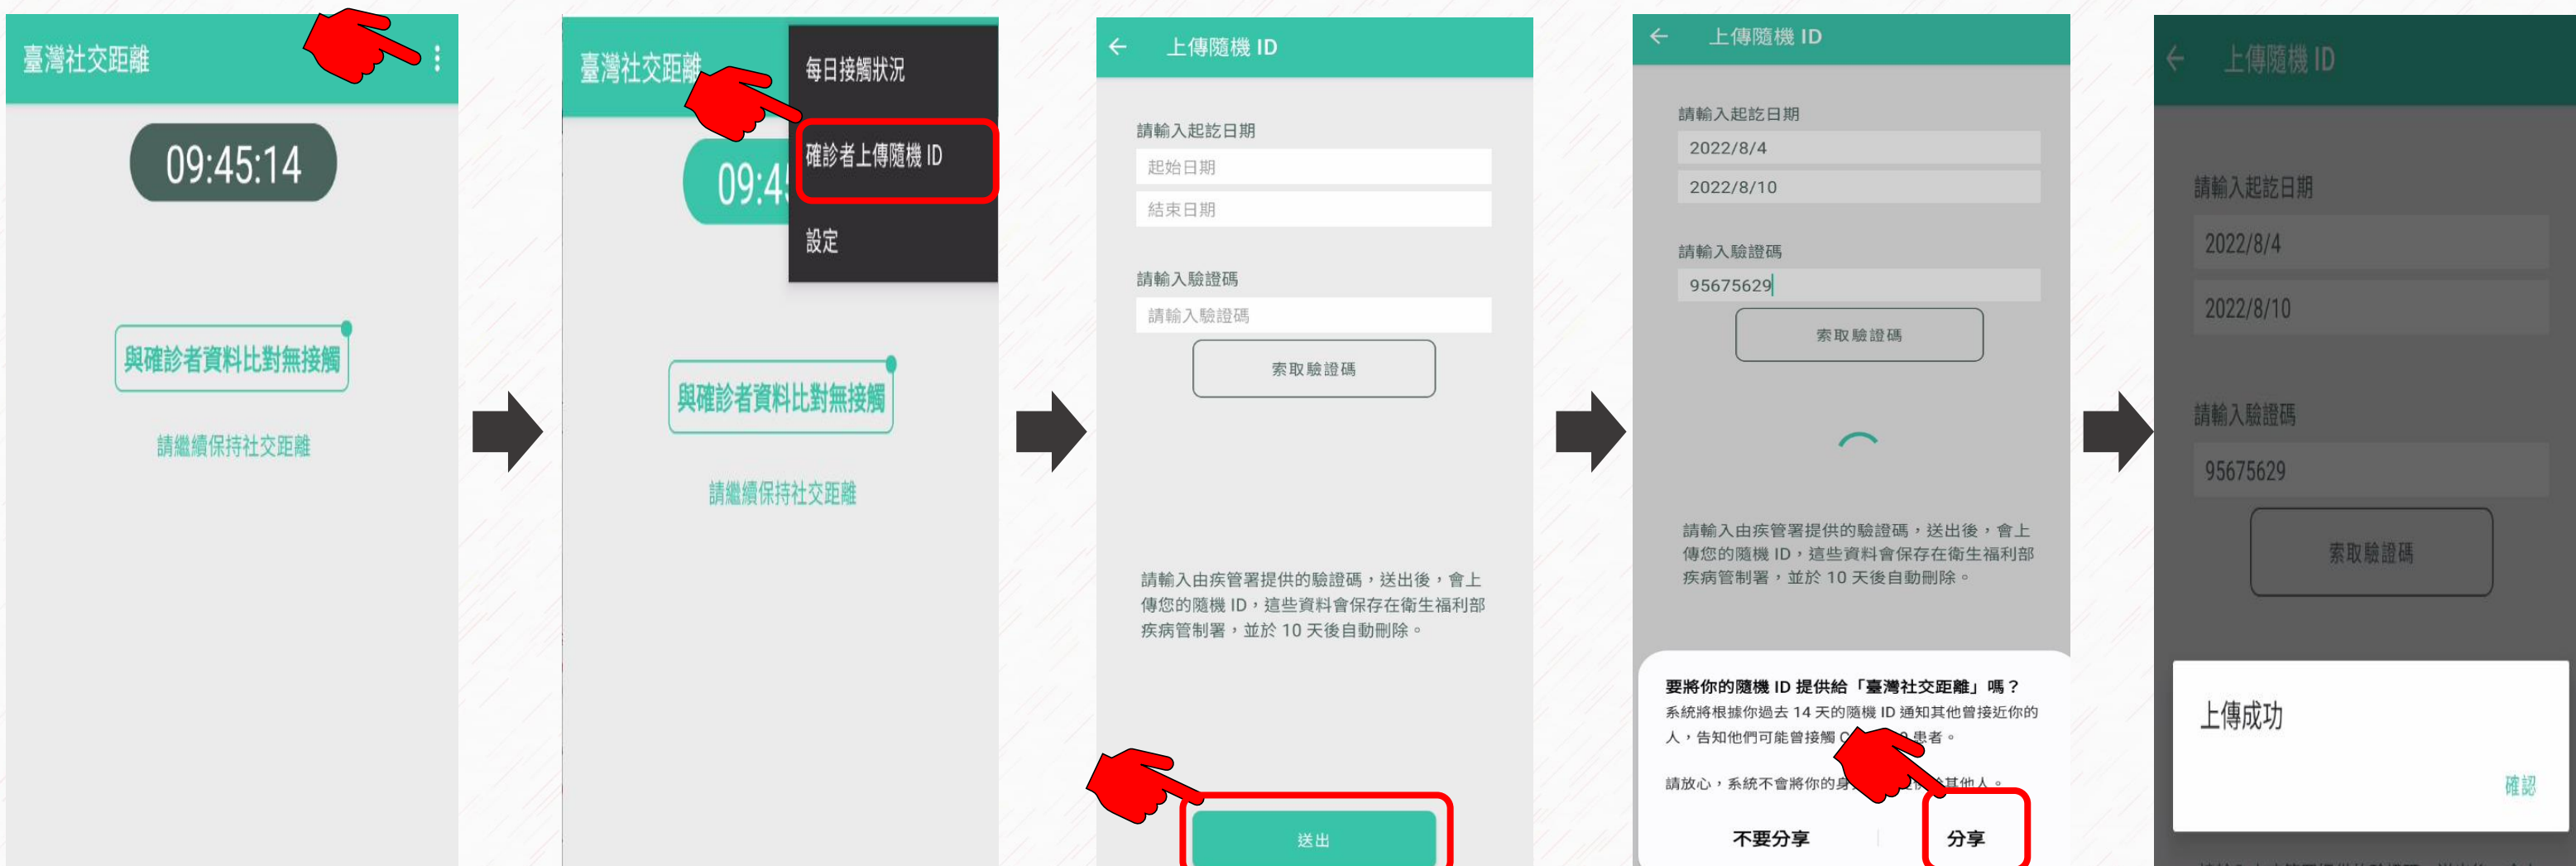 臺灣社交距離
09:45:14
與確診者資料比對無接觸
請繼續保持社交距離
臺灣社交距離
每日接觸狀況
確診者上傳隨機 ID
設定
09:4
與確診者資料比對無接觸
請繼續保持社交距離
上傳隨機 ID
請輸入起訖日期
起始日期
結束日期
請輸入驗證碼
請輸入驗證碼
索取驗證碼
請輸入由疾管署提供的驗證碼，送出後，會上
傳您的隨機 ID，這些資料會保存在衛生福利部
疾病管制署，並於 10 天後自動刪除。
送出
上傳隨機 ID
請輸入起訖日期
2022/8/4
2022/8/10
請輸入驗證碼
95675629
索取驗證碼
請輸入由疾管署提供的驗證碼，送出後，會上
傳您的隨機 ID，這些資料會保存在衛生福利部
疾病管制署，並於 10 天後自動刪除。
要將你的隨機 ID 提供給「臺灣社交距離」嗎？
系統將根據你過去 14 天的隨機 ID 通知其他曾接近你的
人，告知他們可能曾接觸 患者。
請放心，系統不會將你的 其他人。
不要分享
分享
上傳隨機 ID
請輸入起訖日期
2022/8/4
2022/8/10
請輸入驗證碼
95675629
索取驗證碼
上傳成功
確認